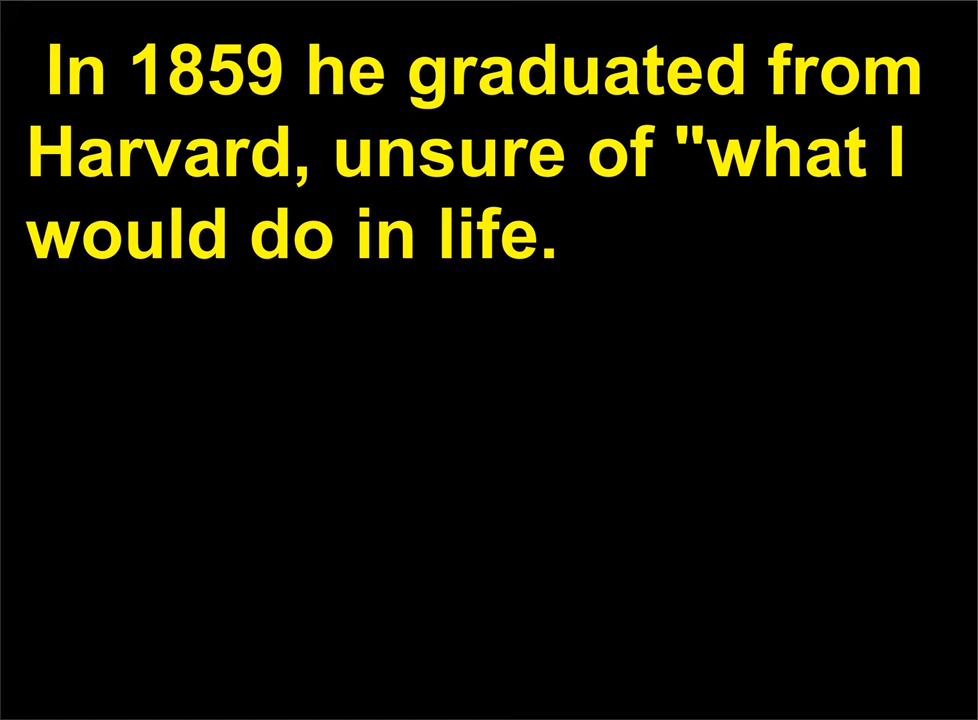 In 1859 he graduated from
Harvard, unsure of "what I
would do in life.